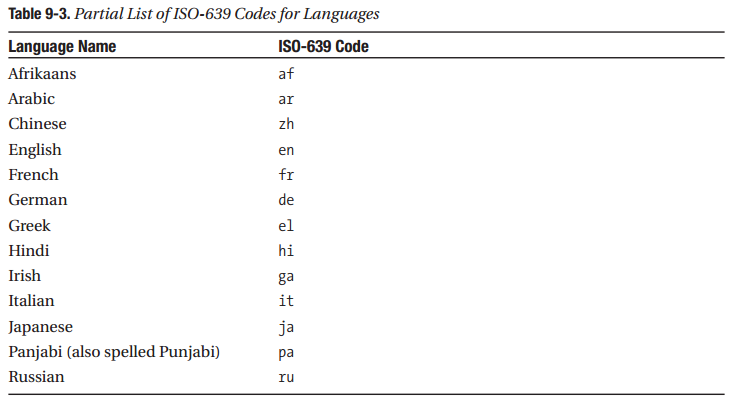 Table 9-3. Partial List of ISO-639 Codes for Languages
Language Name ISO-639 Code
Afrikaans af
Arabic ar
Chinese zh
English en
French fr
German de
Greek el
Hindi hi
Irish ga
Italian it
Japanese ja
Panjabi (also spelled Punjabi) pa
Russian ru